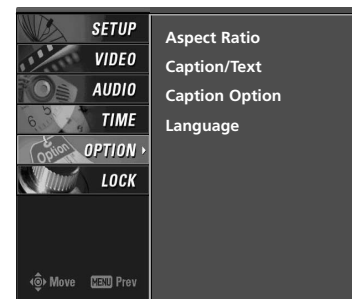 SETUP
VIDEO
AUDIO
TIME
OPTION
LOCK
Move MENU Prev
Aspect Ratio
Caption/Text
Caption Option
Language